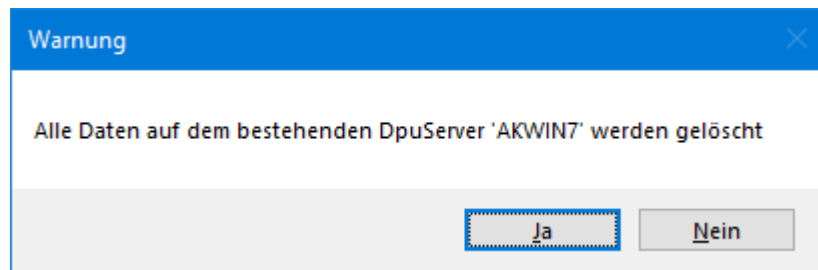 Warnung
Alle Daten auf dem bestehenden DpuServer 'AKWIN7' werden gelöscht
Ja
Nein